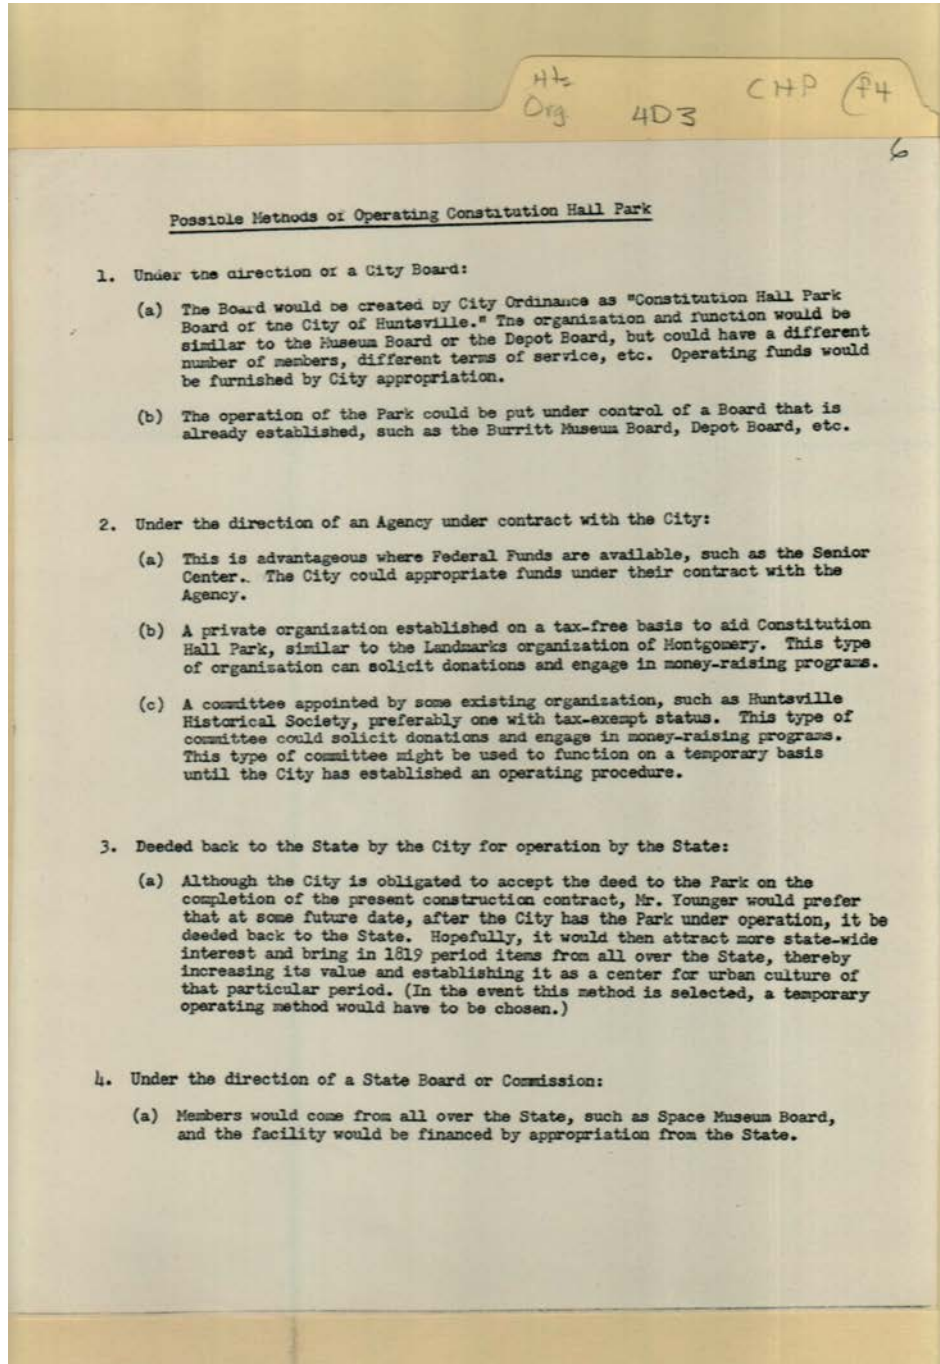 Hts
Org. 4D3 CHP (f4
6
Possible Methods of Operating Constitution Hall Park
1. Under the direction of a City Board:
(a) The Board would be created by City Ordinance as "Constitution Hall Park
Board of the City of Huntsville." The organization and function would be
similar to the Museum Board or the Depot Board, but could have a different
number of members, different terms of service, etc. Operating funds would
be furnished by City appropriation.
(b) The operation of the Park could be put under control of a Board that is
already established, such as the Burritt Museum Board, Depot Board, etc.
2. Under the direction of an Agency under contract with the City:
(a) This is advantageous where Federal Funds are available, such as the Senior
Center.. The City could appropriate funds under their contract with the
Agency.
(b) A private organization established on a tax-free basis to aid Constitution
Hall Park, similar to the Landmarks organization of Montgomery. This type
of organization can solicit donations and engage in money-raising programs.
(c) A committee appointed by some existing organization, such as Huntsville
Historical Society, preferably one with tax-exempt status. This type of
committee could solicit donations and engage in money-raising programs.
This type of committee might be used to function on a temporary basis
until the City has established an operating procedure.
3. Deeded back to the State by the City for operation by the State:
(a) Although the City is obligated to accept the deed to the Park on the
completion of the present construction contract, Mr. Younger would prefer
that at some future date, after the City has the Park under operation, it be
deeded back to the State. Hopefully, it would then attract more state-wide
interest and bring in 1819 period items from all over the State, thereby
increasing its value and establishing it as a center for urban culture of
that particular period. (In the event this method is selected, a temporary
operating method would have to be chosen.)
4. Under the direction of a State Board or Commission:
(a) Members would come from all over the State, such as Space Museum Board,
and the facility would be financed by appropriation from the State.